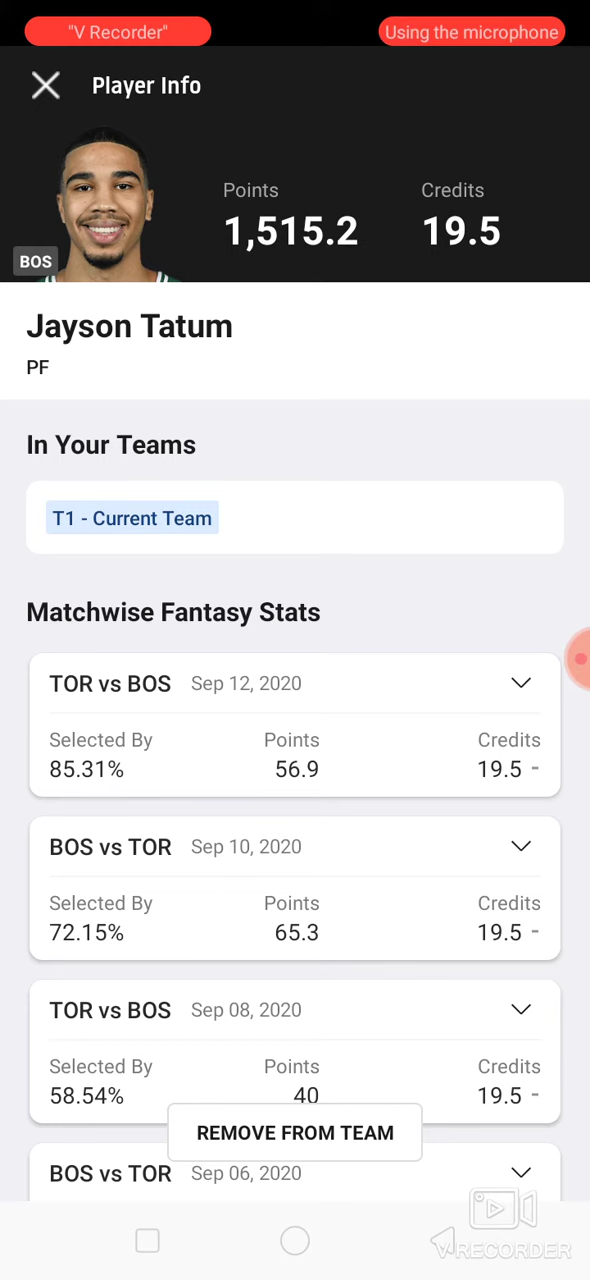 "V Recorder" Using the microphone
Player Info
Points Credits
1,515.2 19.5
BOS
Jayson Tatum
PF
In Your Teams
T1 - Current Team
Matchwise Fantasy Stats
TOR vs BOS Sep 12, 2020
Selected By Points Credits
85.31% 56.9 19.5 -
BOS vs TOR Sep 10, 2020
Selected By Points Credits
72.15% 65.3 19.5 -
TOR vs BOS Sep 08, 2020
Selected By Points Credits
58.54% 40 19.5 -
REMOVE FROM TEAM
BOS vs TOR Sep 06, 2020
VRECORDER